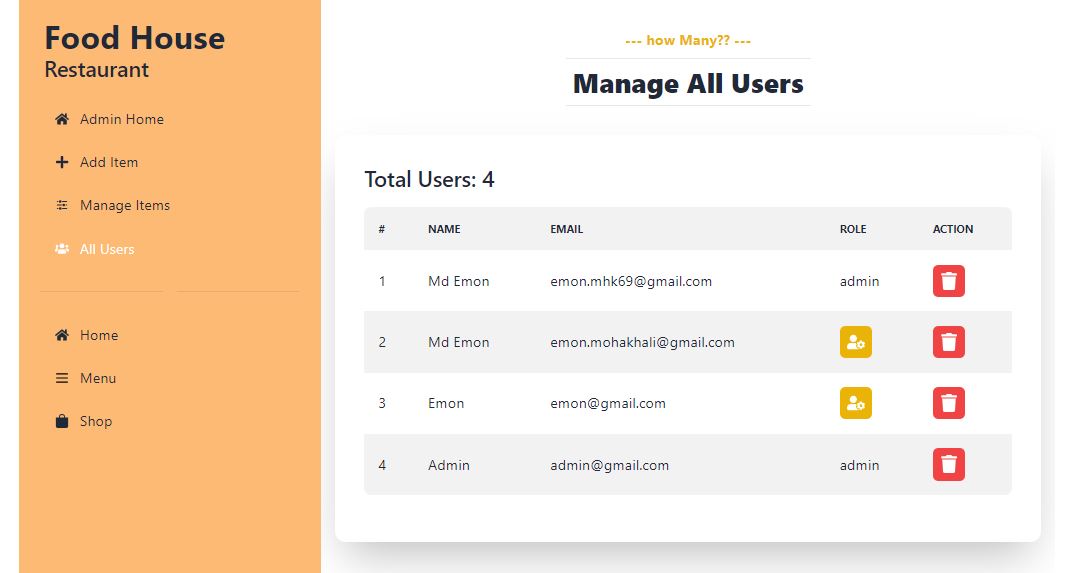 Food House
Restaurant
Admin Home
Add Item
Manage Items
All Users
Home
Menu
Shop
--- how Many?? ---
Manage All Users
Total Users: 4
# NAME EMAIL ROLE ACTION
1 Md Emon emon.mhk69@gmail.com admin
2 Md Emon emon.mohakhali@gmail.com
3 Emon emon@gmail.com
4 Admin admin@gmail.com admin